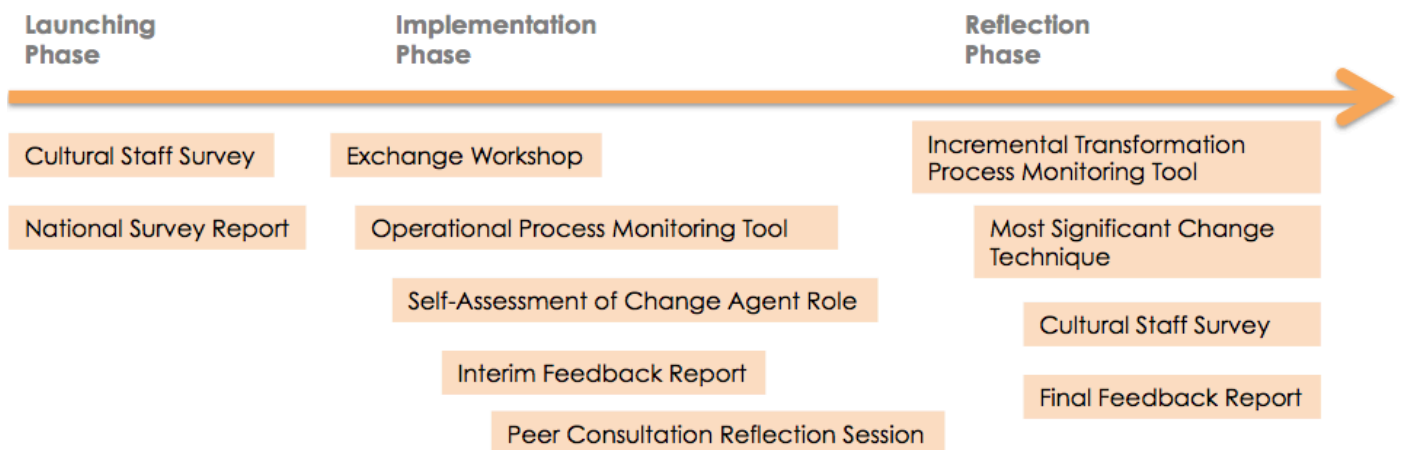 Launching
Phase
Implementation
Phase
Reflection
Phase
Cultural Staff Survey
National Survey Report
Exchange Workshop
Operational Process Monitoring Tool
Self-Assessment of Change Agent Role
Interim Feedback Report
Peer Consultation Reflection Session
Incremental Transformation
Process Monitoring Tool
Most Significant Change
Technique
Cultural Staff Survey
Final Feedback Report